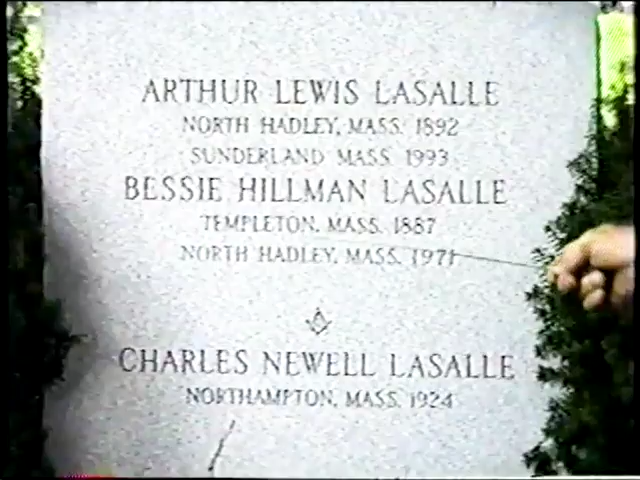 ARTHUR LEWIS LASALLE
NORTH HADLEY, MASS. 1892
SUNDERLAND MASS. 1993
BESSIE HILLMAN LASALLE
TEMPLETON, MASS. 1887
NORTH HADLEY, MASS. 1971
CHARLES NEWELL LASALLE
NORTHAMPTON, MASS. 1924